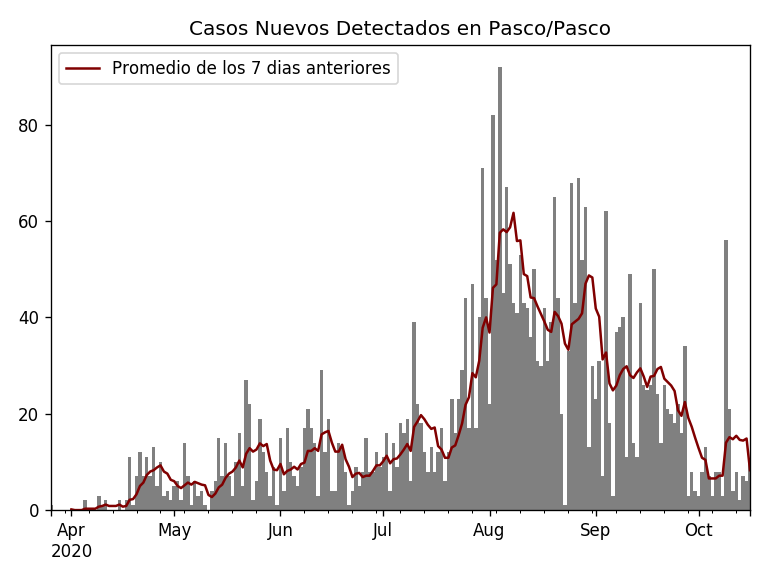 Casos Nuevos Detectados en Pasco/Pasco
Promedio de los 7 dias anteriores
80
60
40
20
0
Apr May Jun Jul Aug Sep Oct
2020